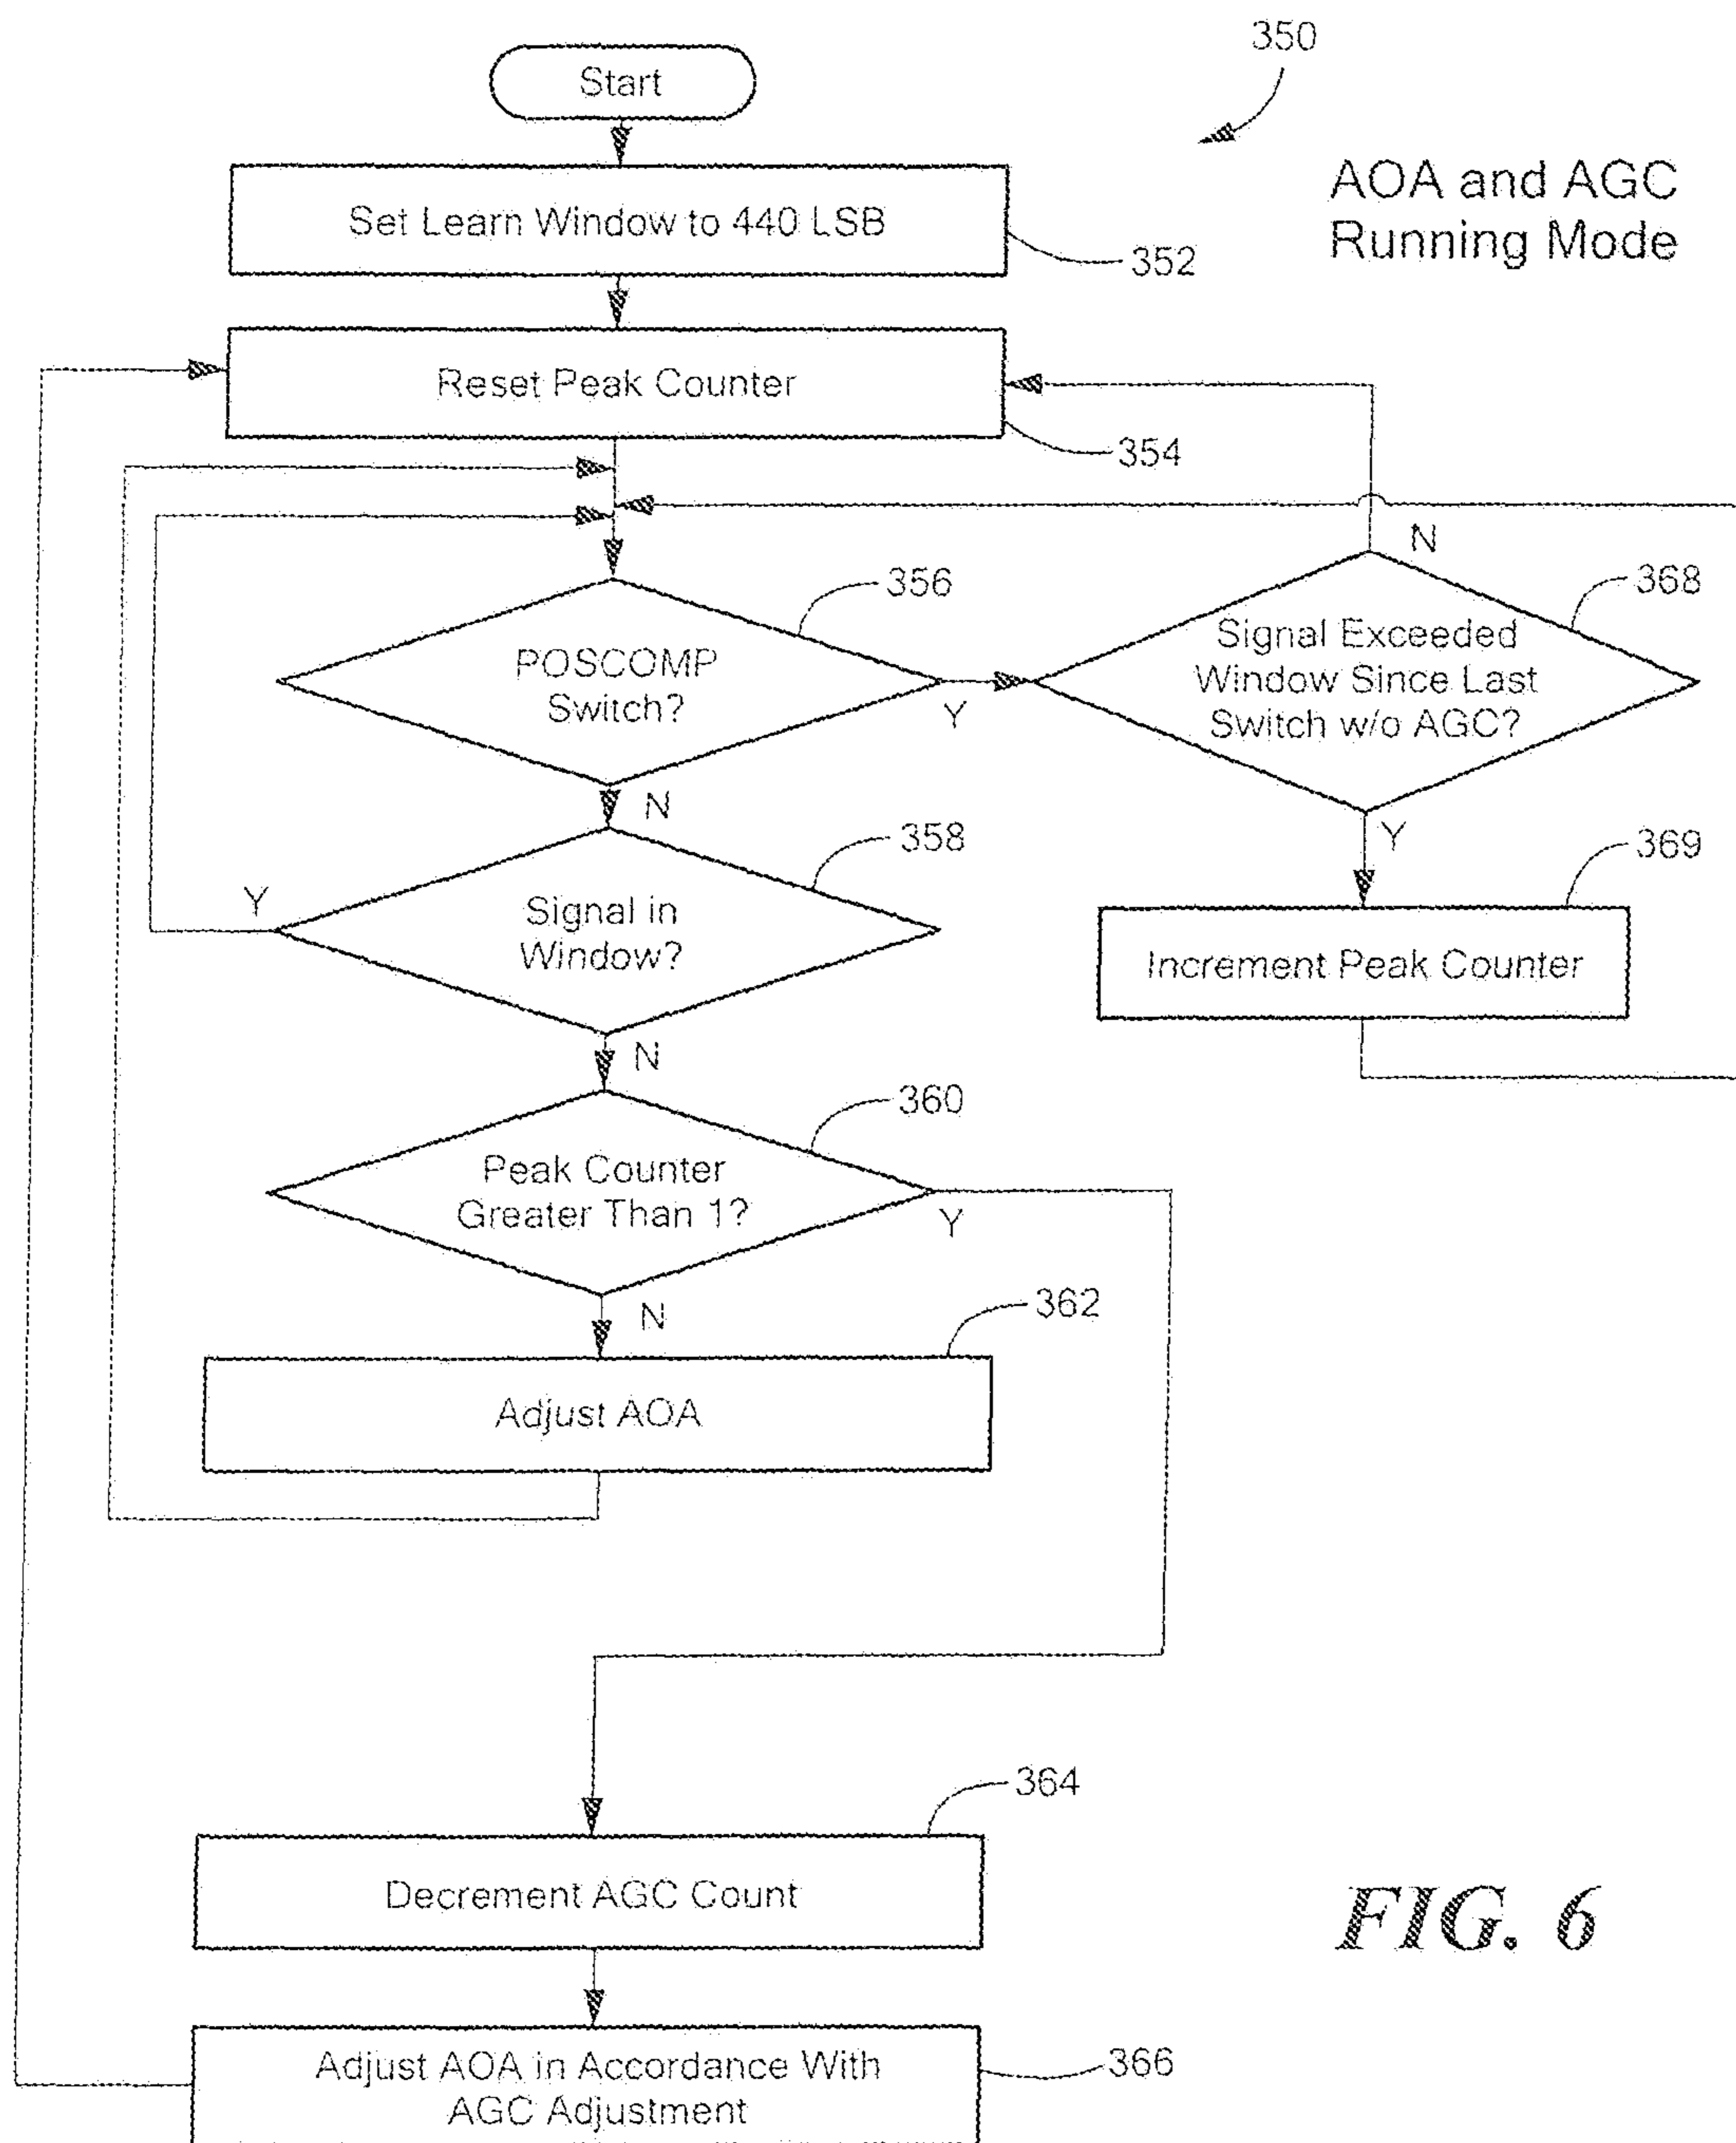 350
Start
AOA and AGC
Running Mode
Set Learn Window to 440 LSB
352
Reset Peak Counter
354
N
356
368
POSCOMP
Switch?
Y
Signal Exceeded
Window Since Last
Switch w/o AGC?
N
Y
358
369
Y
Signal in
Window?
Increment Peak Counter
N
360
Peak Counter
Greater Than 1?
Y
N
362
Adjust AOA
364
Decrement AGC Count
FIG. 6
366
Adjust AOA in Accordance With
AGC Adjustment